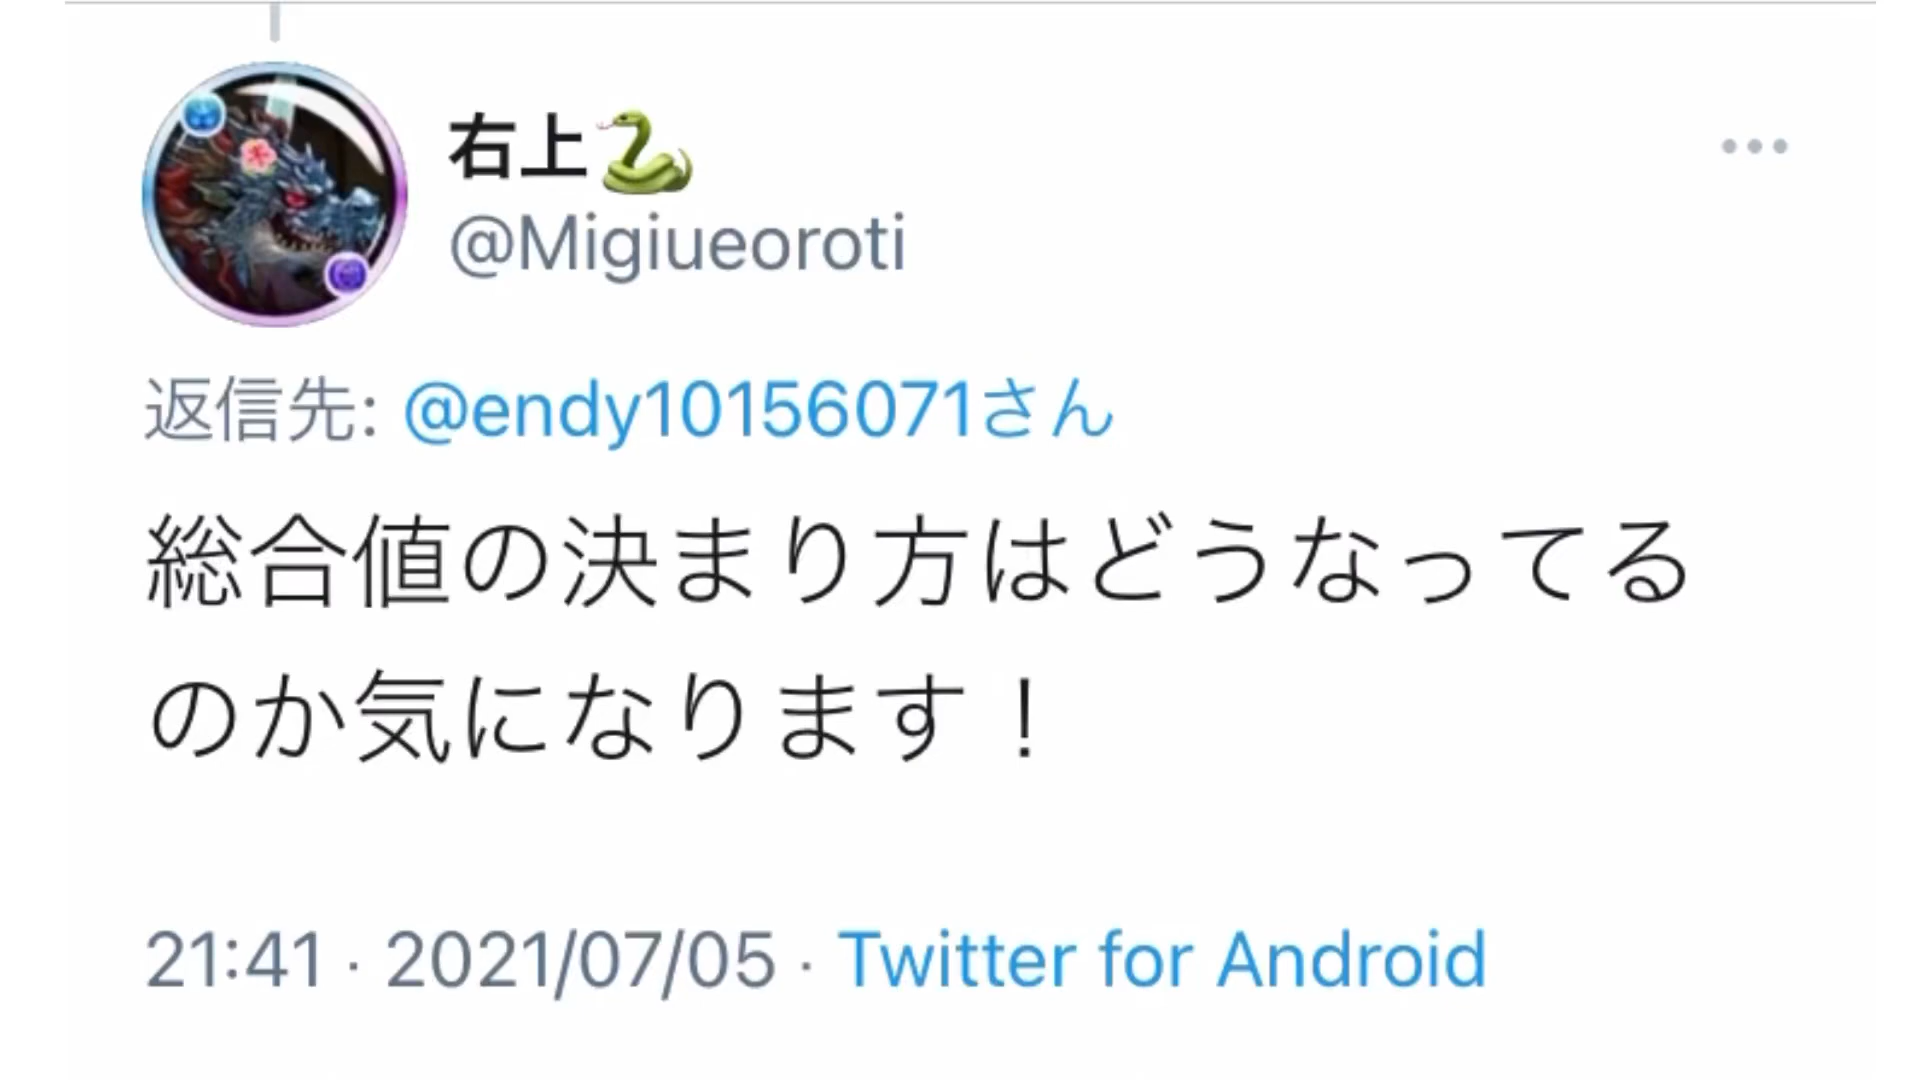 右上🐍
@Migiueoroti
返信先: @endy10156071さん
総合値の決まり方はどうなってる
のか気になります！
21:41 · 2021/07/05 · Twitter for Android